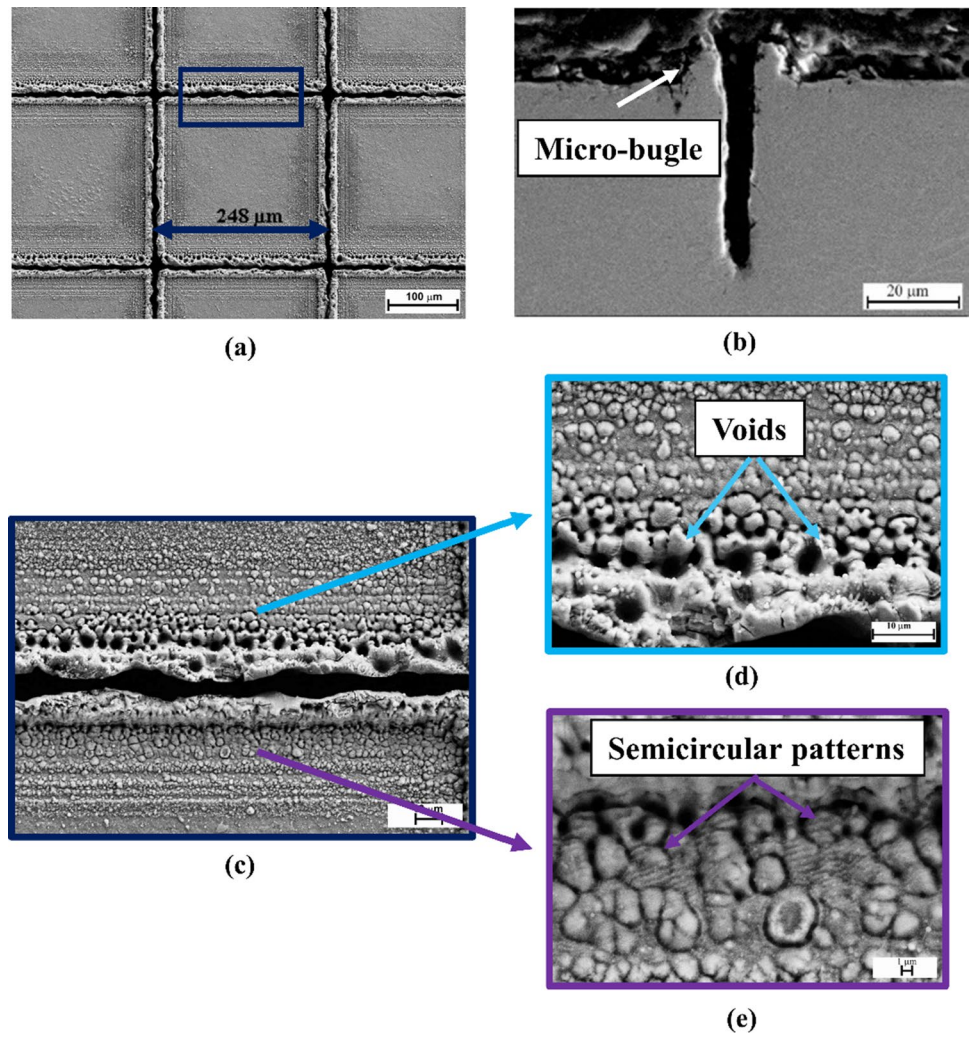 248 μm
100 μm
(a)
Micro-bugle
20 μm
(b)
(c)
Voids
10 μm
(d)
Semicircular patterns
1 μm
(e)